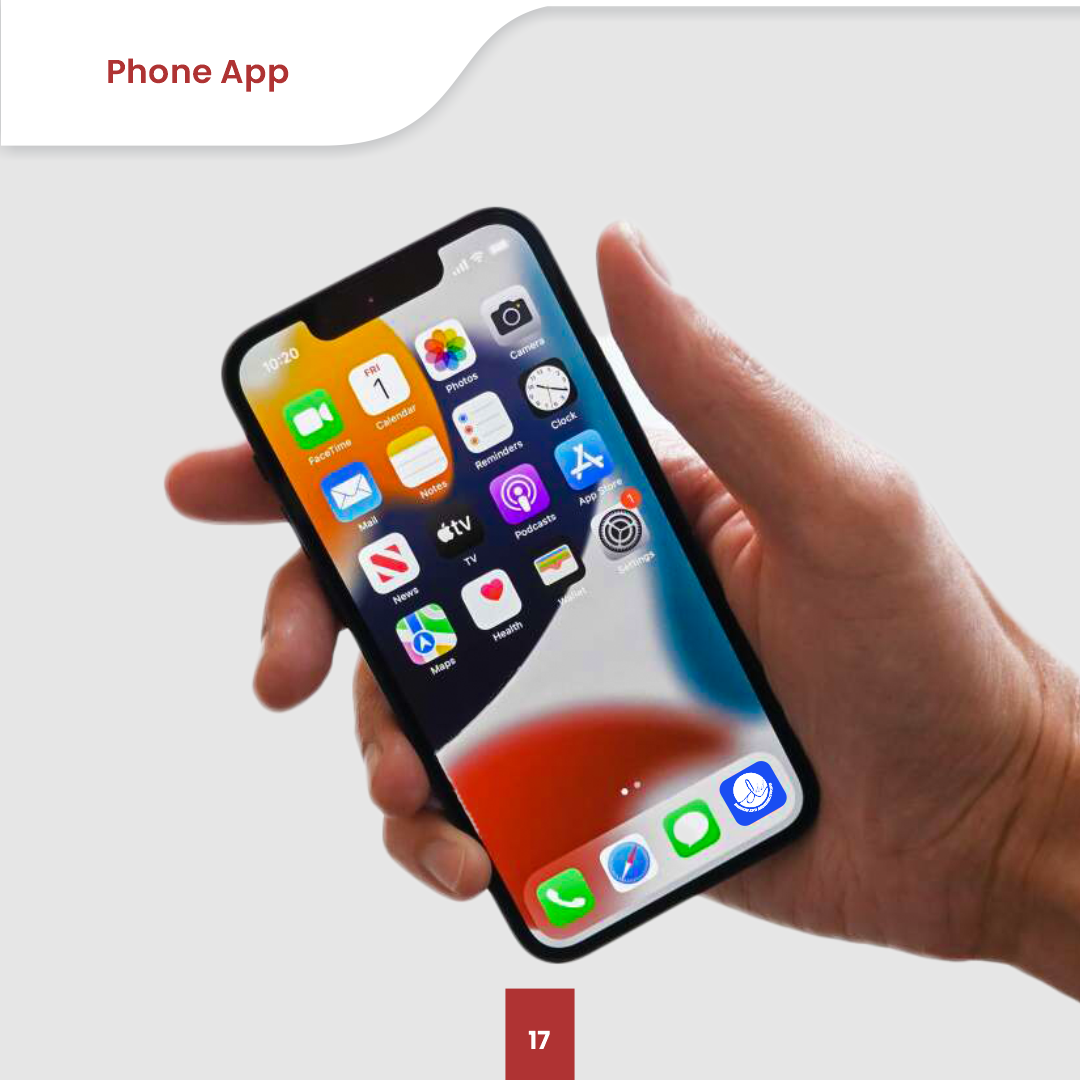 Phone App
10:20
FaceTime
FRI
1
Calendar
Photos
Camera
Mail
Notes
Reminders
Clock
News
tv
TV
Podcasts
App Store
Maps
Health
Wallet
1
Settings
17